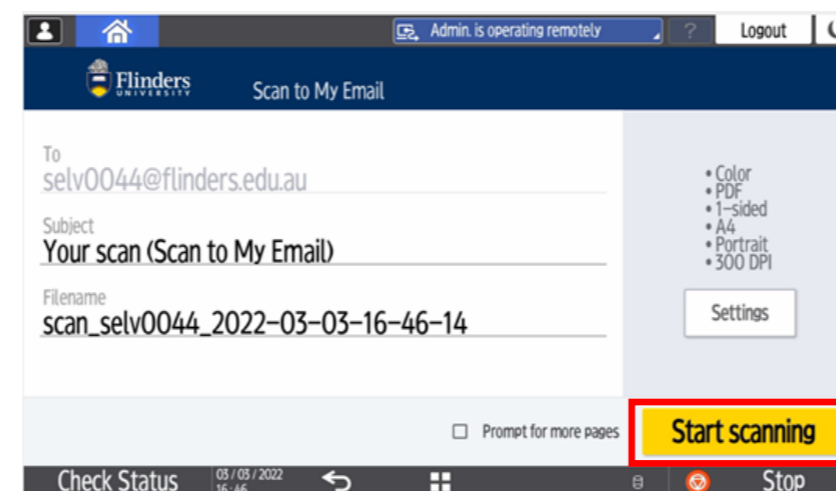 Admin. is operating remotely
?
Logout
Flinders
UNIVERSITY
Scan to My Email
To
selv0044@flinders.edu.au
Subject
Your scan (Scan to My Email)
Filename
scan_selv0044_2022-03-03-16-46-14
• Color
• PDF
• 1-sided
• A4
• Portrait
• 300 DPI
Settings
Prompt for more pages
Start scanning
Check Status
03/03/2022
16:46
Stop